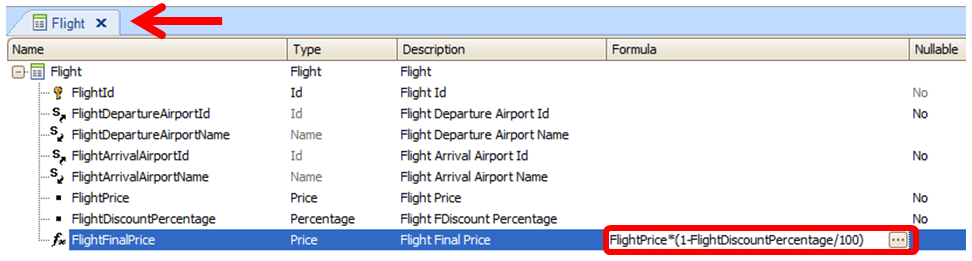 Flight
Name Type Description Formula Nullable
Flight Flight Flight
FlightId Id Flight Id No
FlightDepartureAirportId Id Flight Departure Airport Id No
FlightDepartureAirportName Name Flight Departure Airport Name
FlightArrivalAirportId Id Flight Arrival Airport Id No
FlightArrivalAirportName Name Flight Arrival Airport Name
FlightPrice Price Flight Price No
FlightDiscountPercentage Percentage Flight FDiscount Percentage No
FlightFinalPrice Price Flight Final Price FlightPrice*(1-FlightDiscountPercentage/100) ...